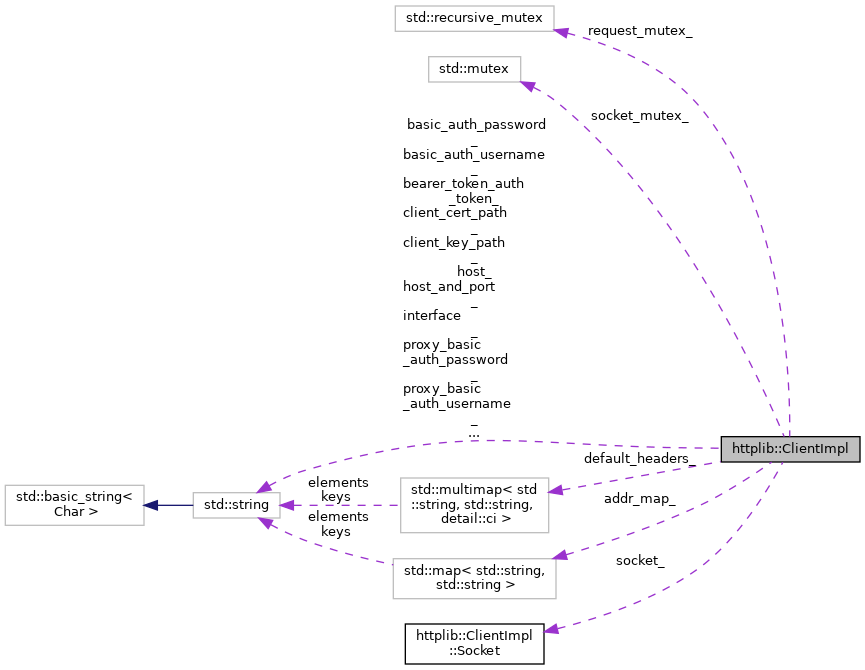 std::recursive_mutex
request_mutex_
std::mutex
socket_mutex_
basic_auth_password
_
basic_auth_username
_
bearer_token_auth
_token_
client_cert_path
_
client_key_path
_
host_
host_and_port
_
interface
_
proxy_basic
_auth_password
_
proxy_basic
_auth_username
_
...
httplib::ClientImpl
default_headers_
elements
keys
std::multimap< std
::string, std::string,
detail::ci >
std::basic_string<
Char >
std::string
addr_map_
elements
keys
std::map< std::string,
std::string >
socket_
httplib::ClientImpl
::Socket